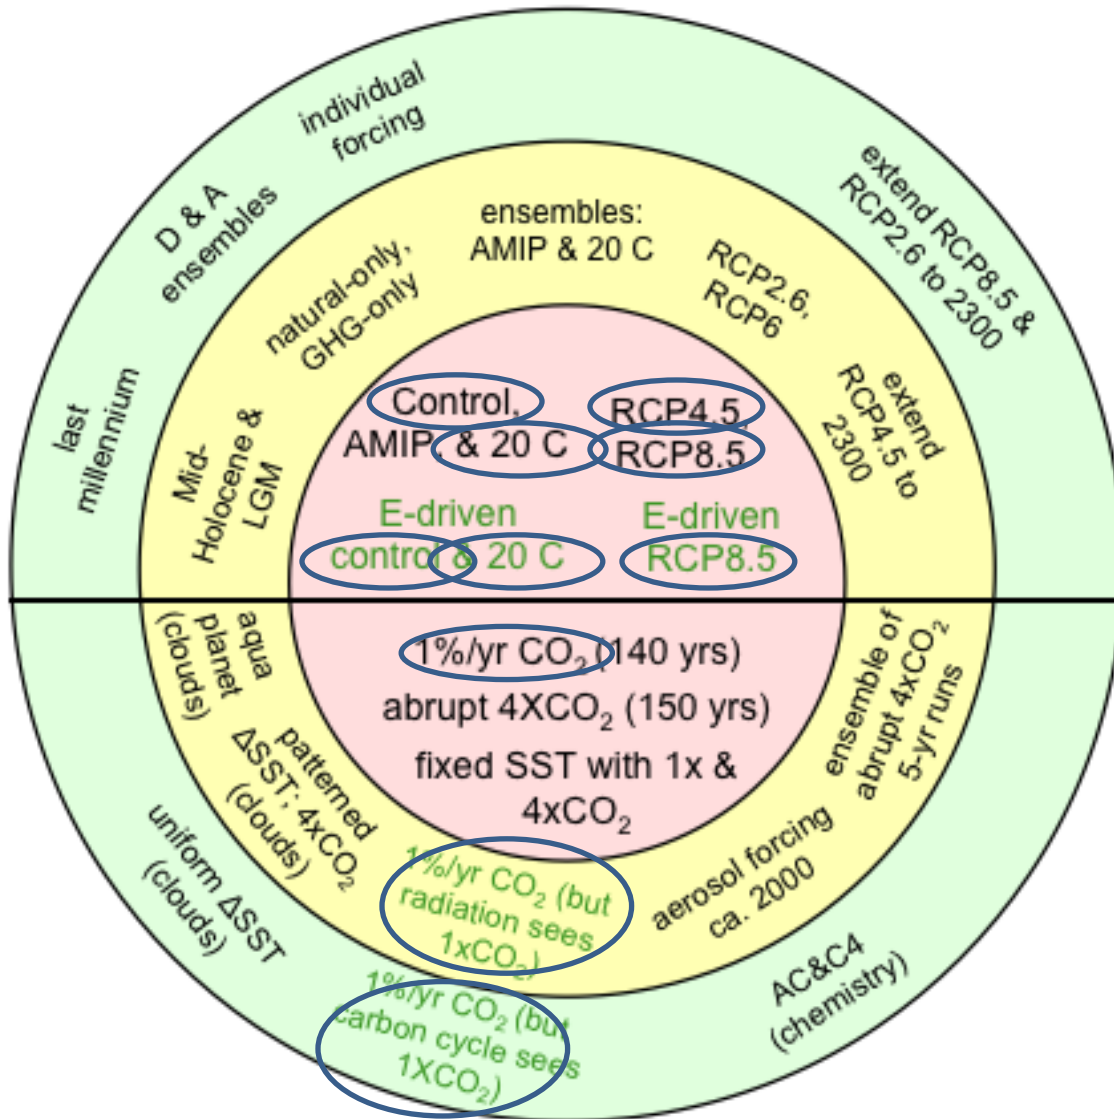 individual
forcing
D & A
ensembles
last
millennium
extend RCP8.5 &
RCP2.6 to 2300
ensembles:
AMIP & 20 C
natural-only,
GHG-only
RCP2.6,
RCP6
Mid-
Holocene &
LGM
extend
RCP4.5 to
2300
Control,
AMIP, & 20 C
RCP4.5,
RCP8.5
E-driven
control & 20 C
E-driven
RCP8.5
1%/yr CO₂ (140 yrs)
abrupt 4XCO₂ (150 yrs)
fixed SST with 1x &
4xCO₂
aqua
planet
(clouds)
patterned
ΔSST; 4xCO₂
(clouds)
1%/yr CO₂ (but
radiation sees
1xCO₂)
aerosol forcing
ca. 2000
ensemble of
abrupt 4xCO₂
5-yr runs
uniform ΔSST
(clouds)
1%/yr CO₂ (but
carbon cycle sees
1XCO₂)
AC&C4
(chemistry)